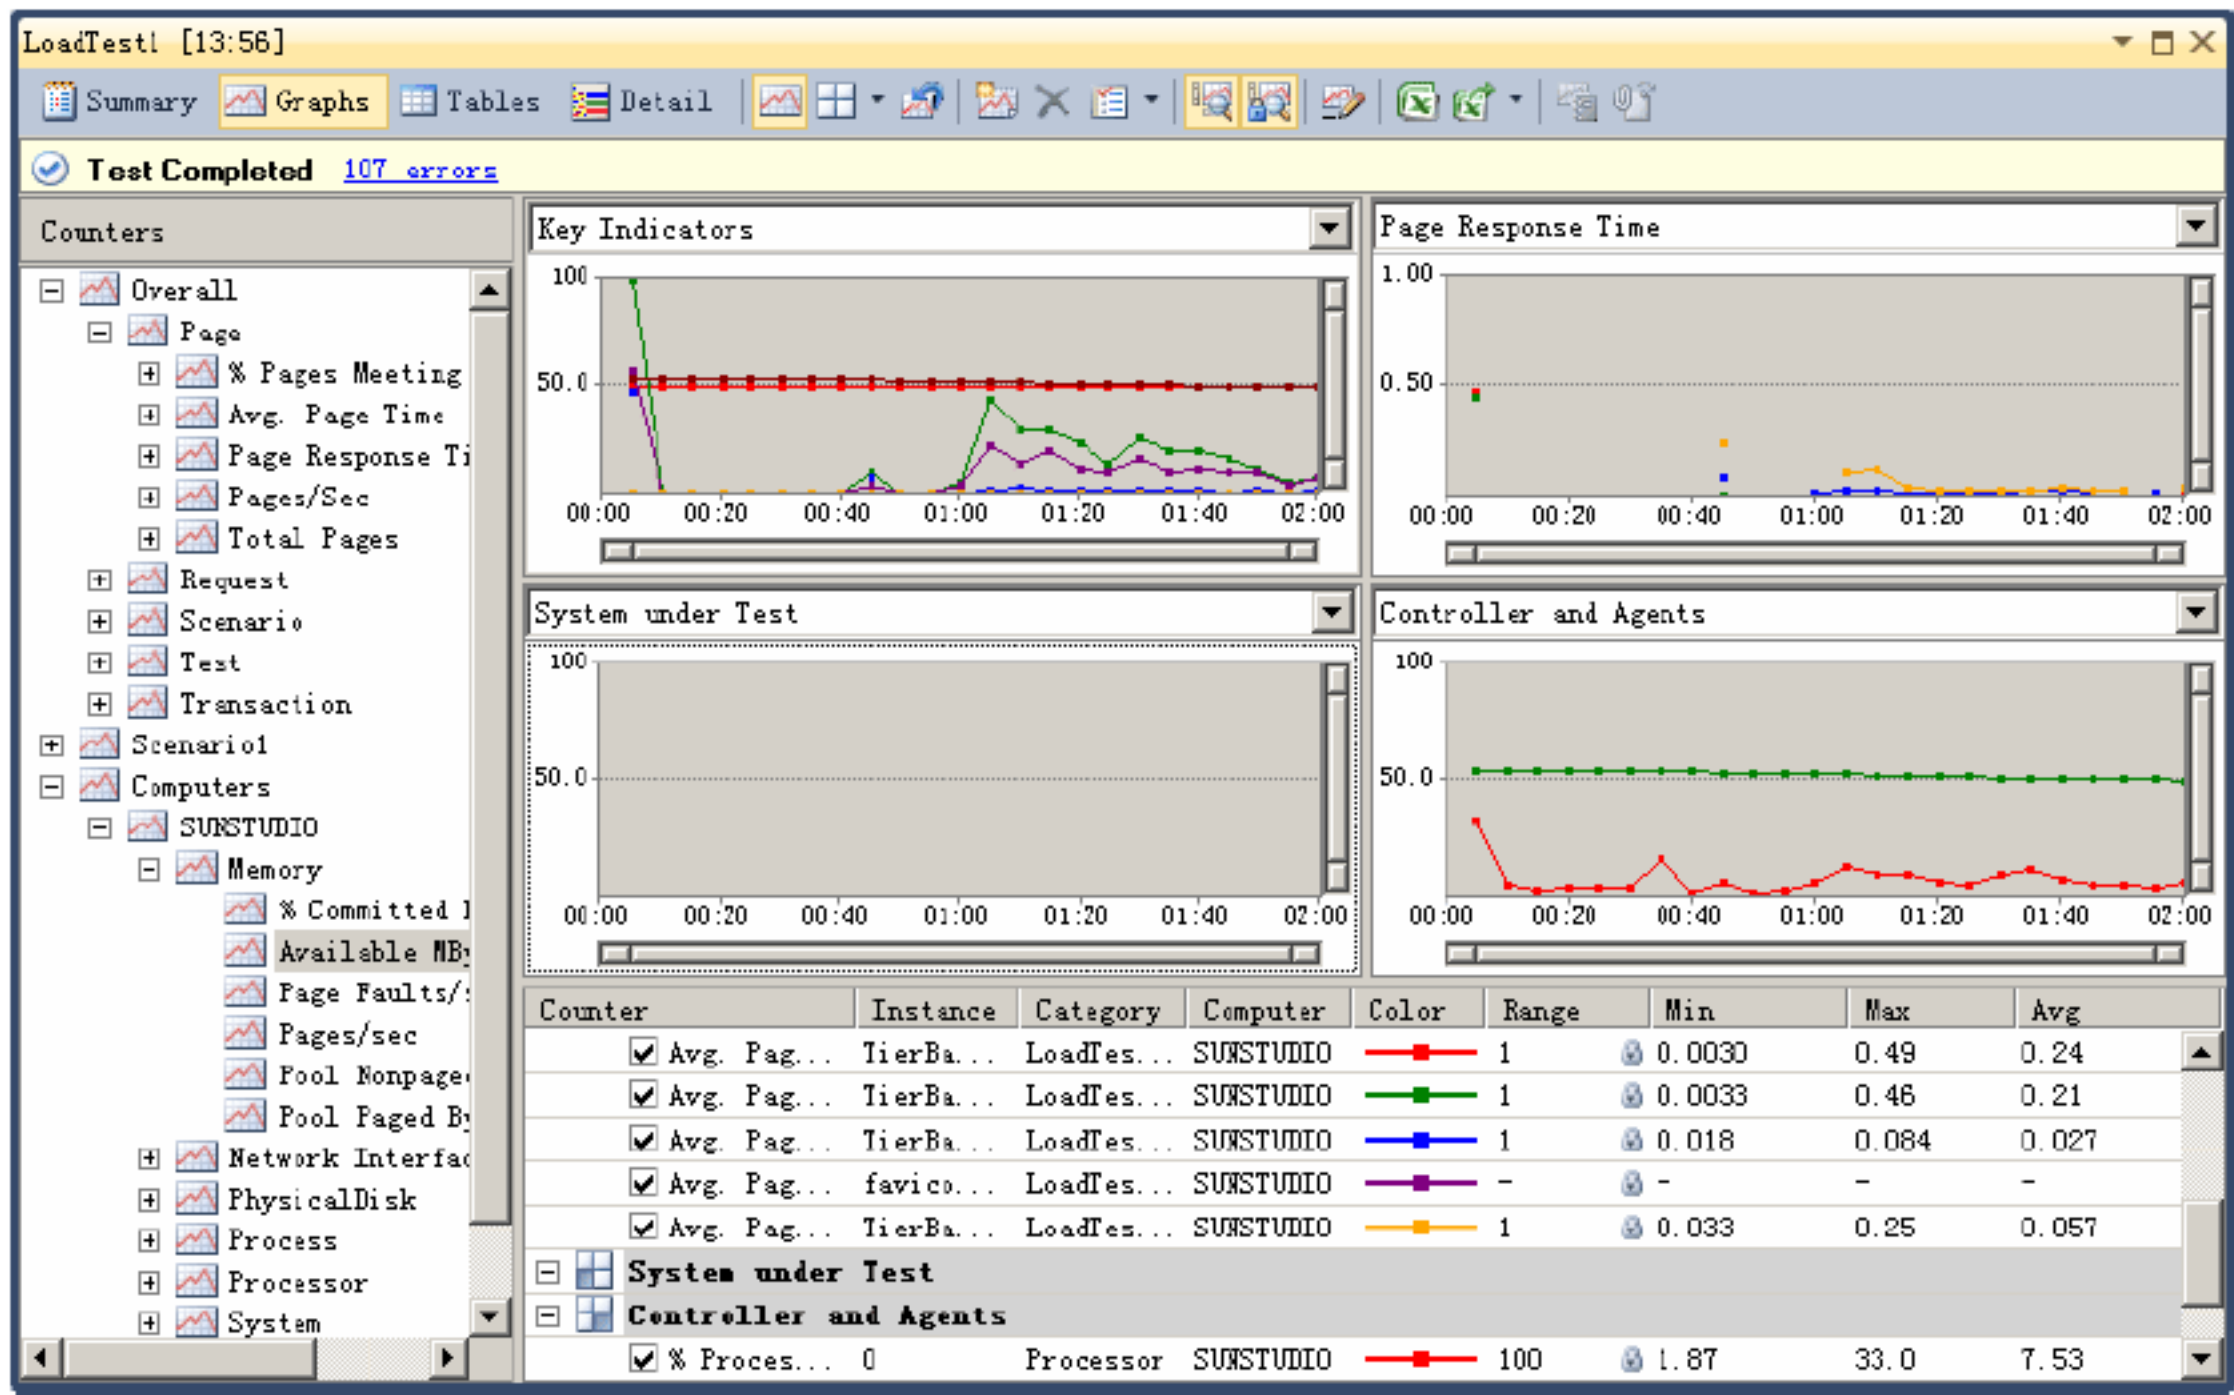 LoadTest1 [13:56]
Summary Graphs Tables Detail
Test Completed 107 errors
Counters
Overall
Page
% Pages Meeting
Avg. Page Time
Page Response Ti
Pages/Sec
Total Pages
Request
Scenario
Test
Transaction
Scenario1
Computers
SUNSTUDIO
Memory
% Committed
Available MBy
Page Faults/
Pages/sec
Pool Nonpage
Pool Paged By
Network Interfac
PhysicalDisk
Process
Processor
System
Key Indicators
100
50.0
00:00 00:20 00:40 01:00 01:20 01:40 02:00
Page Response Time
1.00
0.50
00:00 00:20 00:40 01:00 01:20 01:40 02:00
System under Test
100
50.0
00:00 00:20 00:40 01:00 01:20 01:40 02:00
Controller and Agents
100
50.0
00:00 00:20 00:40 01:00 01:20 01:40 02:00
Counter Instance Category Computer Color Range Min Max Avg
Avg. Pag... TierBa... LoadTes... SUNSTUDIO 1 0.0030 0.49 0.24
Avg. Pag... TierBa... LoadTes... SUNSTUDIO 1 0.0033 0.46 0.21
Avg. Pag... TierBa... LoadTes... SUNSTUDIO 1 0.018 0.084 0.027
Avg. Pag... favico... LoadTes... SUNSTUDIO - - - -
Avg. Pag... TierBa... LoadTes... SUNSTUDIO 1 0.033 0.25 0.057
System under Test
Controller and Agents
% Proces... 0 Processor SUNSTUDIO 100 1.87 33.0 7.53